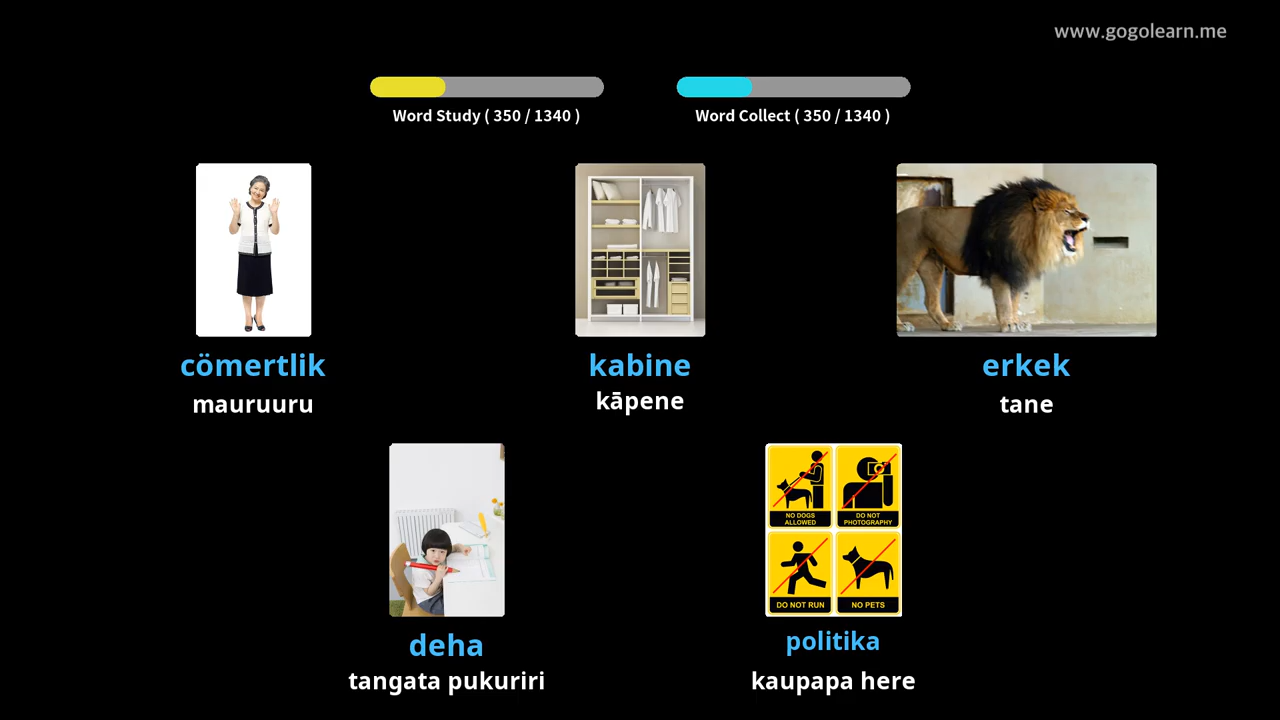 www.gogolearn.me
Word Study ( 350 / 1340 )
Word Collect ( 350 / 1340 )
cömertlik
mauruuru
kabine
kāpene
erkek
tane
NO DOGS
ALLOWED
DO NOT
PHOTOGRAPHY
DO NOT RUN
NO PETS
deha
tangata pukuriri
politika
kaupapa here